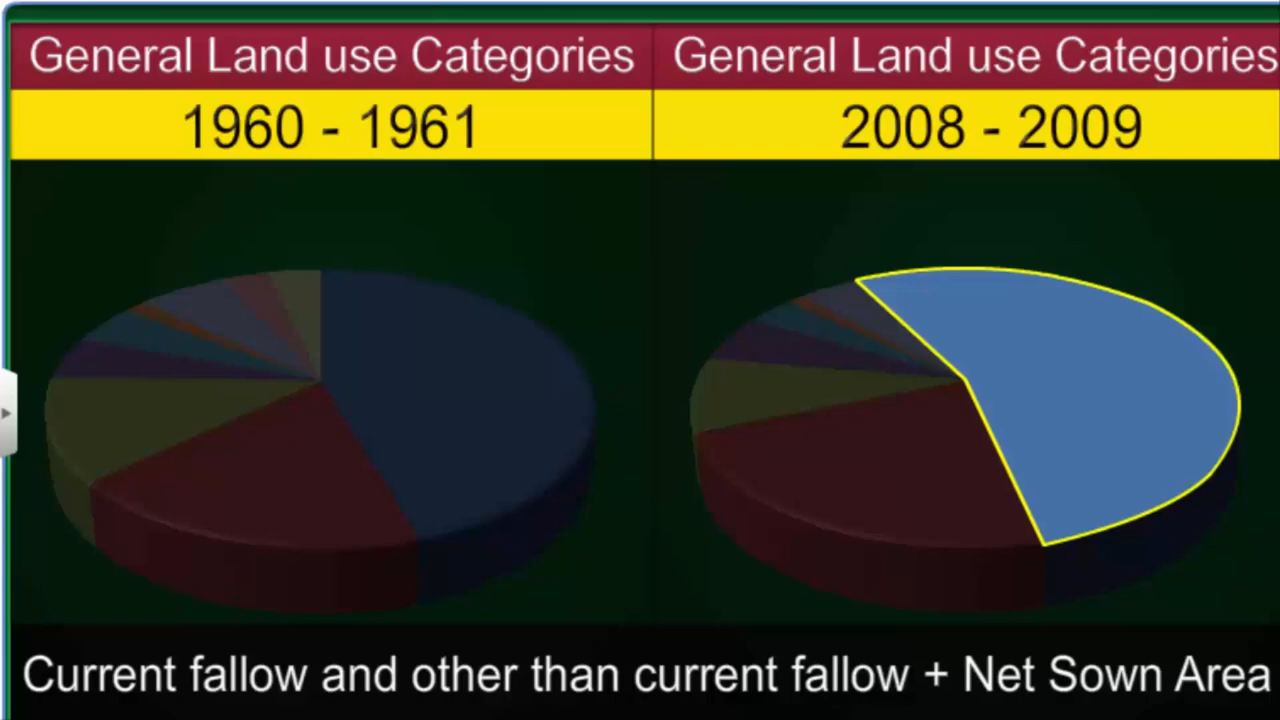 General Land use Categories
General Land use Categories
1960 - 1961
2008 - 2009
Current fallow and other than current fallow + Net Sown Area